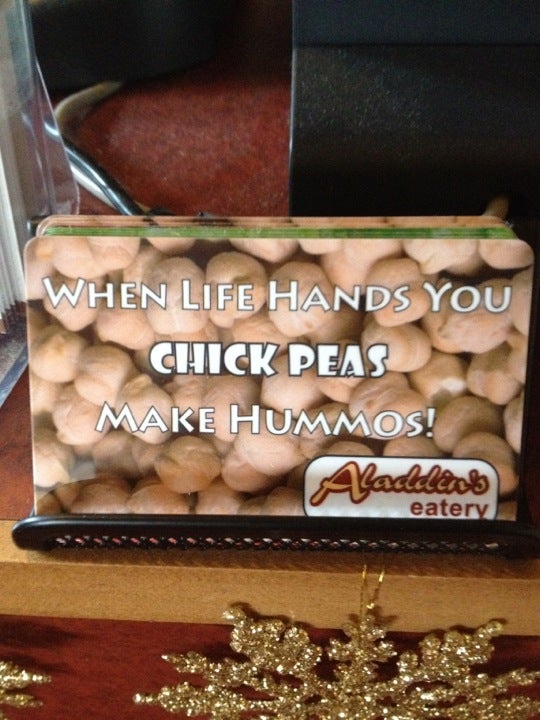 WHEN LIFE HANDS YOU
CHICK PEAS
MAKE HUMMOS!
Aladdin's
eatery